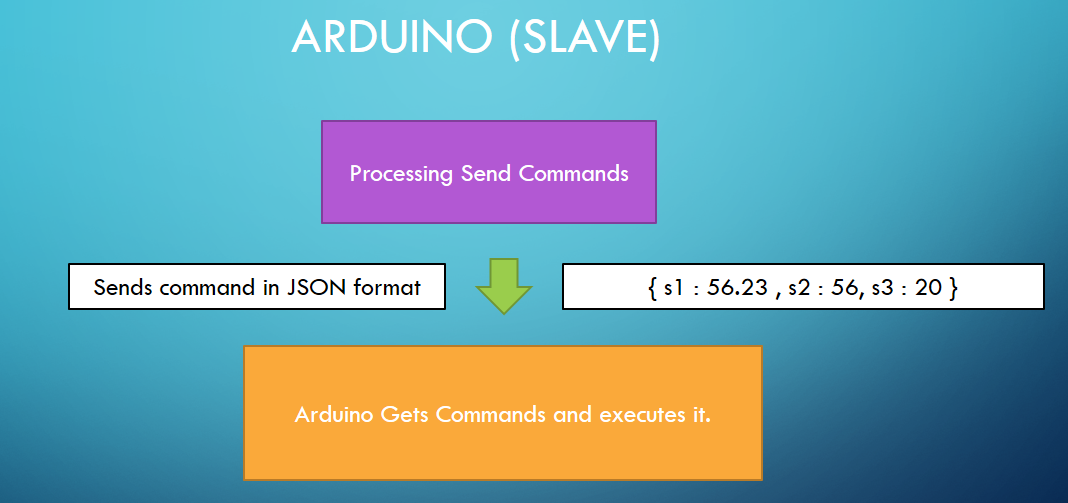 ARDUINO (SLAVE)
Processing Send Commands
Sends command in JSON format
{ s1 : 56.23 , s2 : 56, s3 : 20 }
Arduino Gets Commands and executes it.